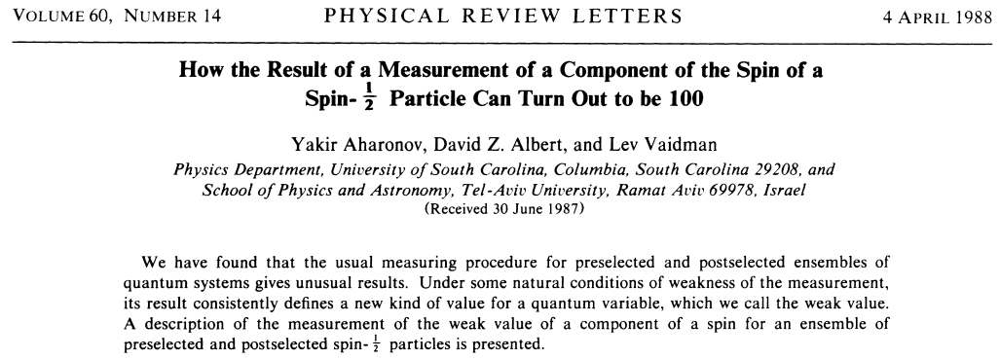 VOLUME 60, NUMBER 14 PHYSICAL REVIEW LETTERS 4 APRIL 1988
How the Result of a Measurement of a Component of the Spin of a
Spin-½ Particle Can Turn Out to be 100
Yakir Aharonov, David Z. Albert, and Lev Vaidman
Physics Department, University of South Carolina, Columbia, South Carolina 29208, and
School of Physics and Astronomy, Tel-Aviv University, Ramat Aviv 69978, Israel
(Received 30 June 1987)
We have found that the usual measuring procedure for preselected and postselected ensembles of
quantum systems gives unusual results. Under some natural conditions of weakness of the measurement,
its result consistently defines a new kind of value for a quantum variable, which we call the weak value.
A description of the measurement of the weak value of a component of a spin for an ensemble of
preselected and postselected spin-½ particles is presented.